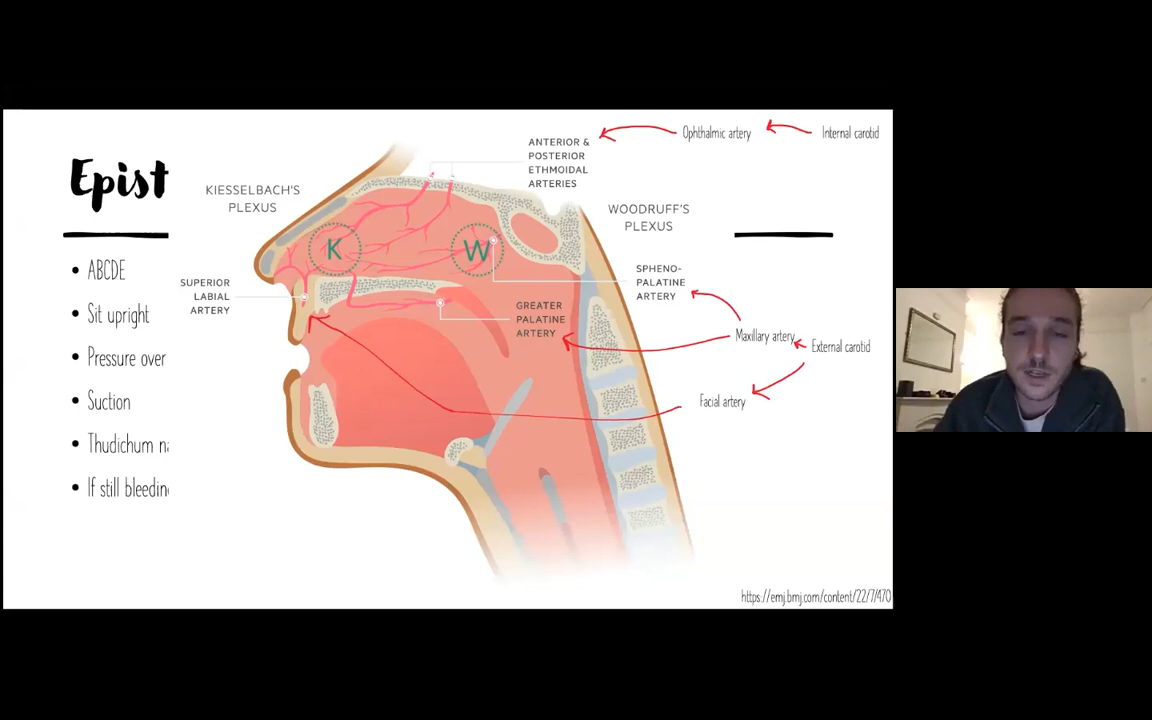 Epist
ABCDE
Sit upright
Pressure over
Suction
Thudichum
If still bleeding
KIESSELBACH'S
PLEXUS
SUPERIOR
LABIAL
ARTERY
K
W
ANTERIOR &
POSTERIOR
ETHMOIDAL
ARTERIES
Ophthalmic artery
Internal carotid
WOODRUFF'S
PLEXUS
SPHENO-
PALATINE
ARTERY
GREATER
PALATINE
ARTERY
Maxillary artery
External carotid
Facial artery
https://emj.bmj.com/content/22/7/470